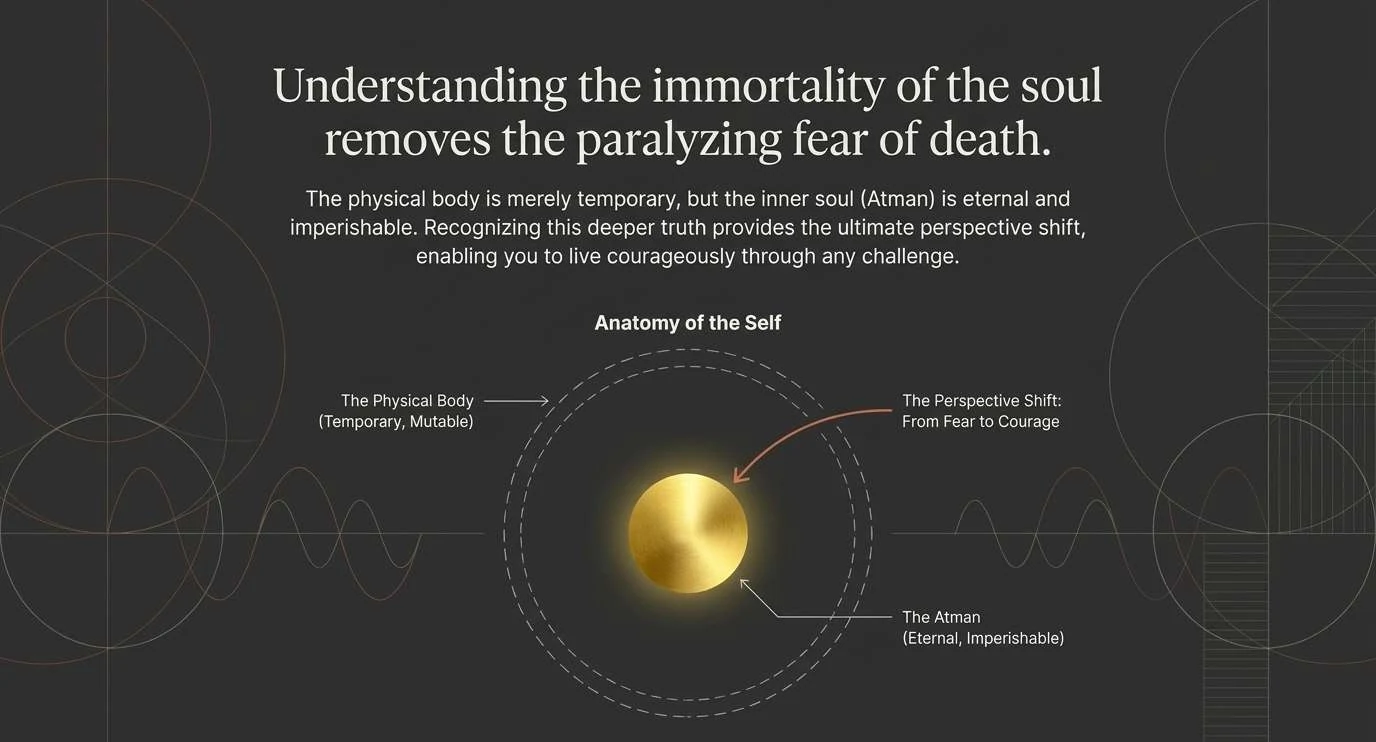 Understanding the immortality of the soul
removes the paralyzing fear of death.
The physical body is merely temporary, but the inner soul (Atman) is eternal and
imperishable. Recognizing this deeper truth provides the ultimate perspective shift,
enabling you to live courageously through any challenge.
Anatomy of the Self
The Physical Body
(Temporary, Mutable)
The Perspective Shift:
From Fear to Courage
The Atman
(Eternal, Imperishable)